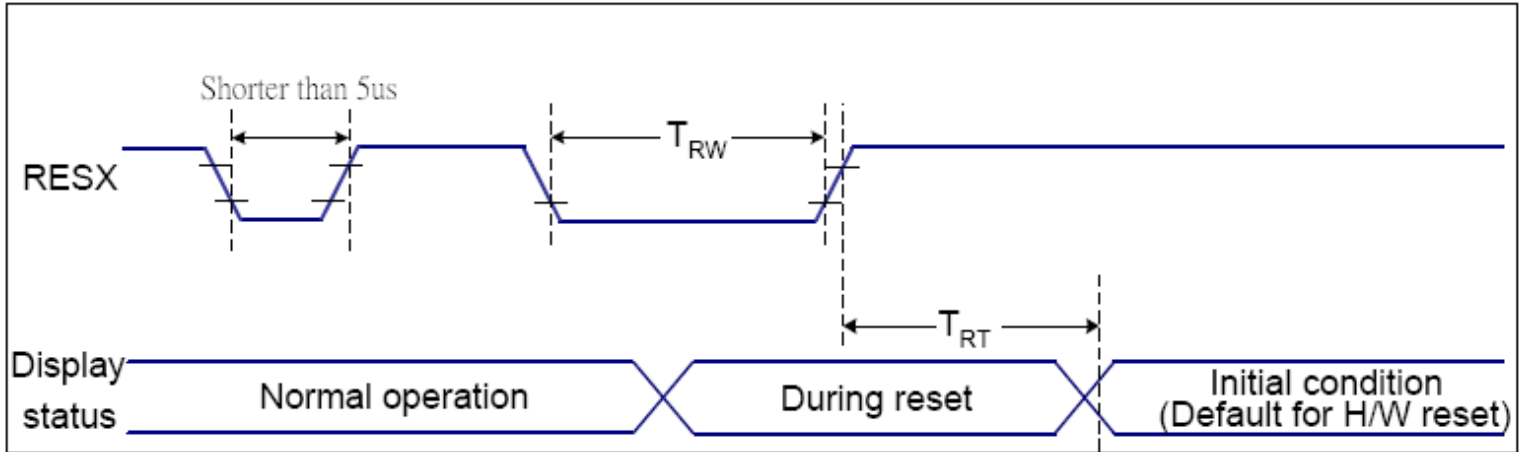 Shorter than 5us
TRW
RESX
TRT
Display
status
Normal operation
During reset
Initial condition
(Default for H/W reset)